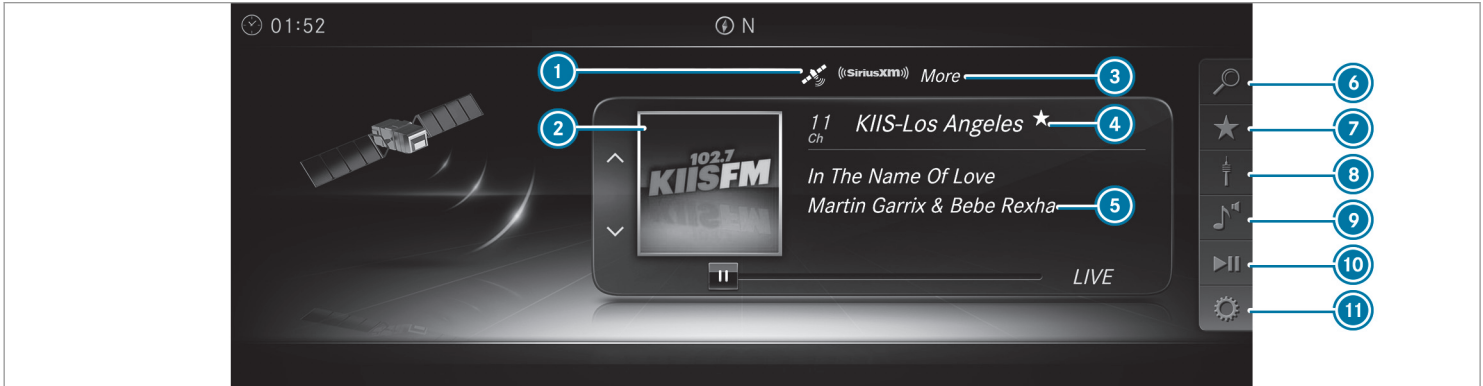 01:52
N
1
((SiriusXM))
More
3
6
2
11
Ch
KIIS-Los Angeles
4
7
102.7
KIISFM
In The Name Of Love
8
Martin Garrix & Bebe Rexha
5
9
LIVE
10
11